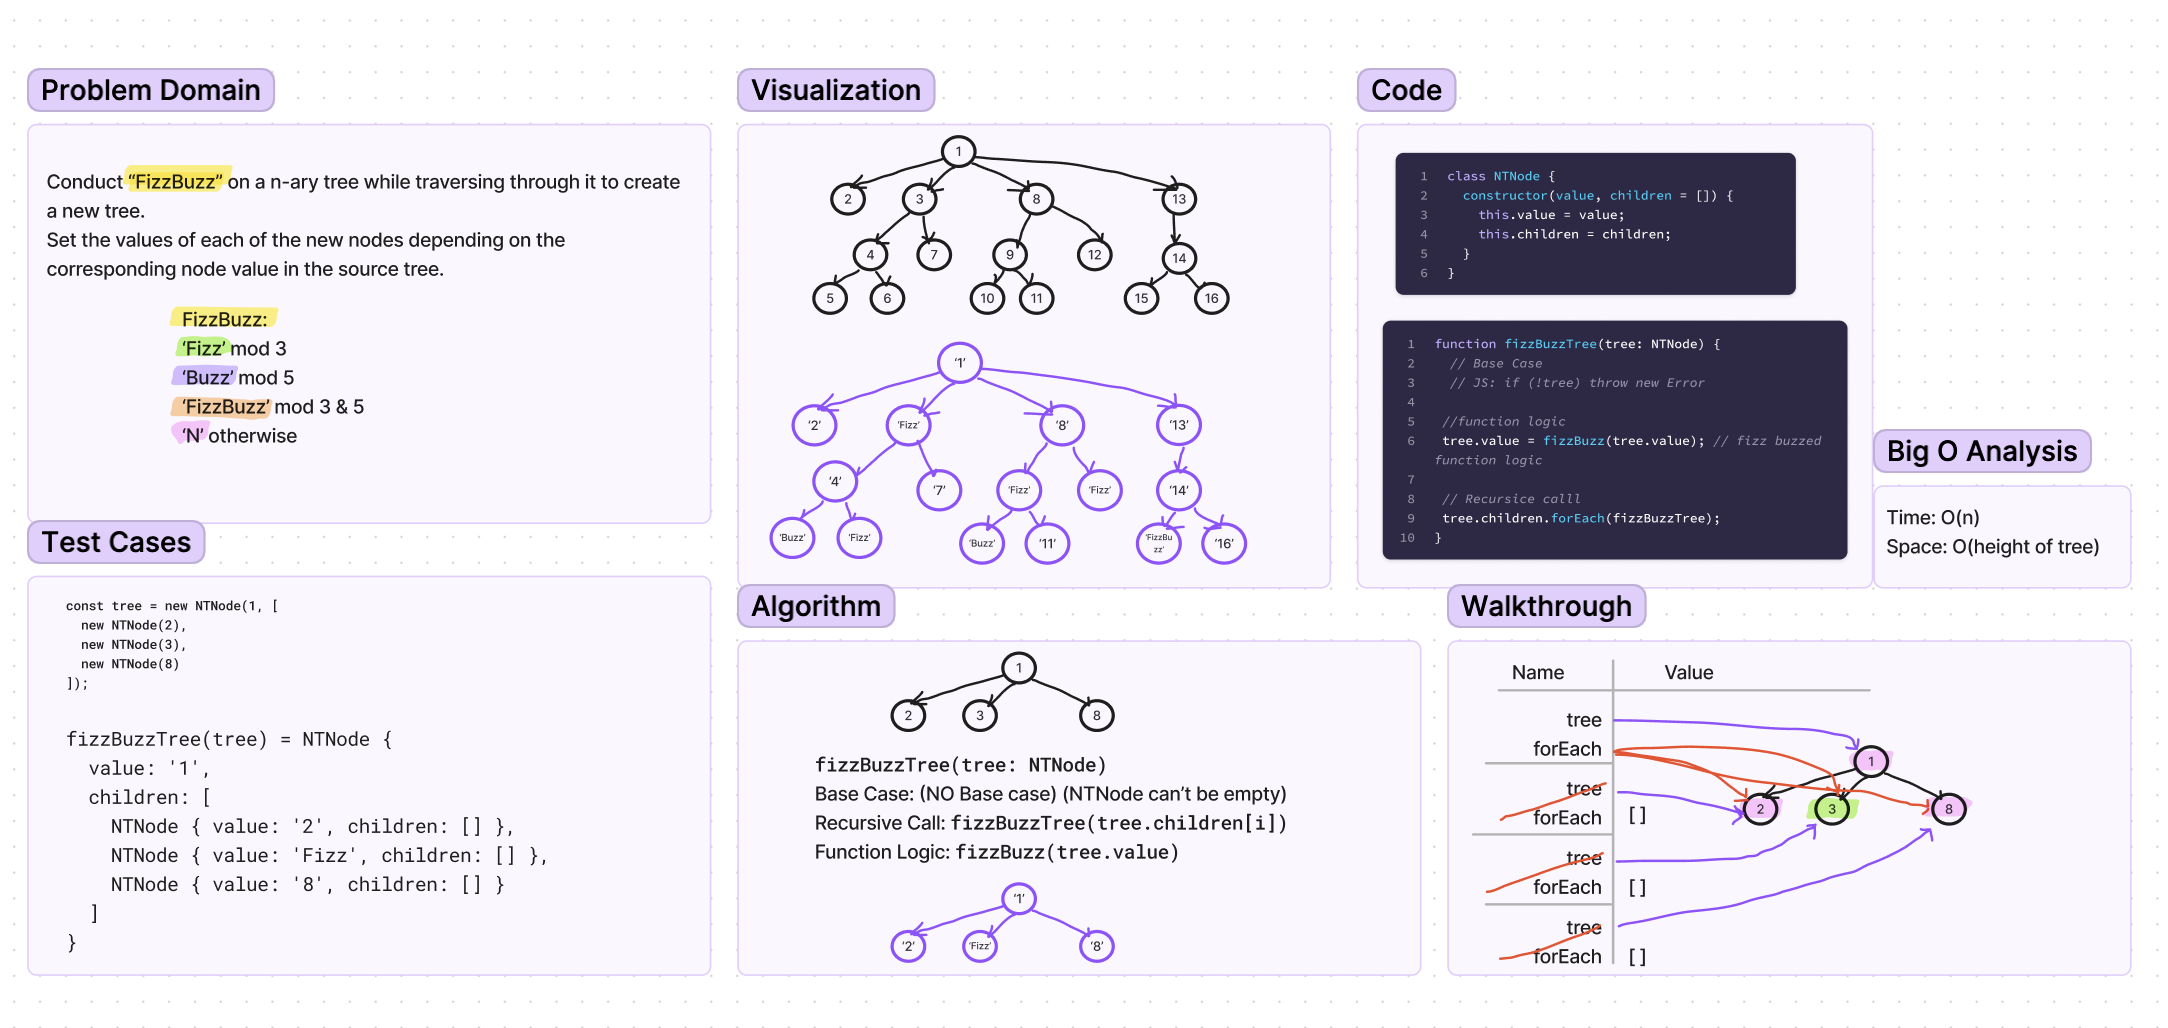 Problem Domain
Conduct “FizzBuzz” on a n-ary tree while traversing through it to create
a new tree.
Set the values of each of the new nodes depending on the
corresponding node value in the source tree.
FizzBuzz:
‘Fizz’ mod 3
‘Buzz’ mod 5
‘FizzBuzz’ mod 3 & 5
‘N’ otherwise
Test Cases
const tree = new NTNode(1, [
new NTNode(2),
new NTNode(3),
new NTNode(8)
]);
fizzBuzzTree(tree) = NTNode {
value: '1',
children: [
NTNode { value: '2', children: [] },
NTNode { value: 'Fizz', children: [] },
NTNode { value: '8', children: [] }
]
}
Visualization
1
2 3 8 13
4 7 9 12 14
5 6 10 11 15 16
‘1’
‘2’ ‘Fizz’ ‘8’ ‘13’
‘4’ ‘7’ ‘Fizz’ ‘Fizz’ ‘14’
‘Buzz’ ‘Fizz’ ‘Buzz’ ‘11’ ‘FizzBu
zz’ ‘16’
Algorithm
1
2 3 8
fizzBuzzTree(tree: NTNode)
Base Case: (NO Base case) (NTNode can’t be empty)
Recursive Call: fizzBuzzTree(tree.children[i])
Function Logic: fizzBuzz(tree.value)
‘1’
‘2’ ‘Fizz’ ‘8’
Code
1 class NTNode {
2 constructor(value, children = []) {
3 this.value = value;
4 this.children = children;
5 }
6 }
1 function fizzBuzzTree(tree: NTNode) {
2 // Base Case
3 // JS: if (!tree) throw new Error
4
5 //function logic
6 tree.value = fizzBuzz(tree.value); // fizz buzzed
function logic
7
8 // Recursice calll
9 tree.children.forEach(fizzBuzzTree);
10 }
Big O Analysis
Time: O(n)
Space: O(height of tree)
Walkthrough
Name Value
tree
forEach
tree
forEach []
tree
forEach []
tree
forEach []
1
2 3 8